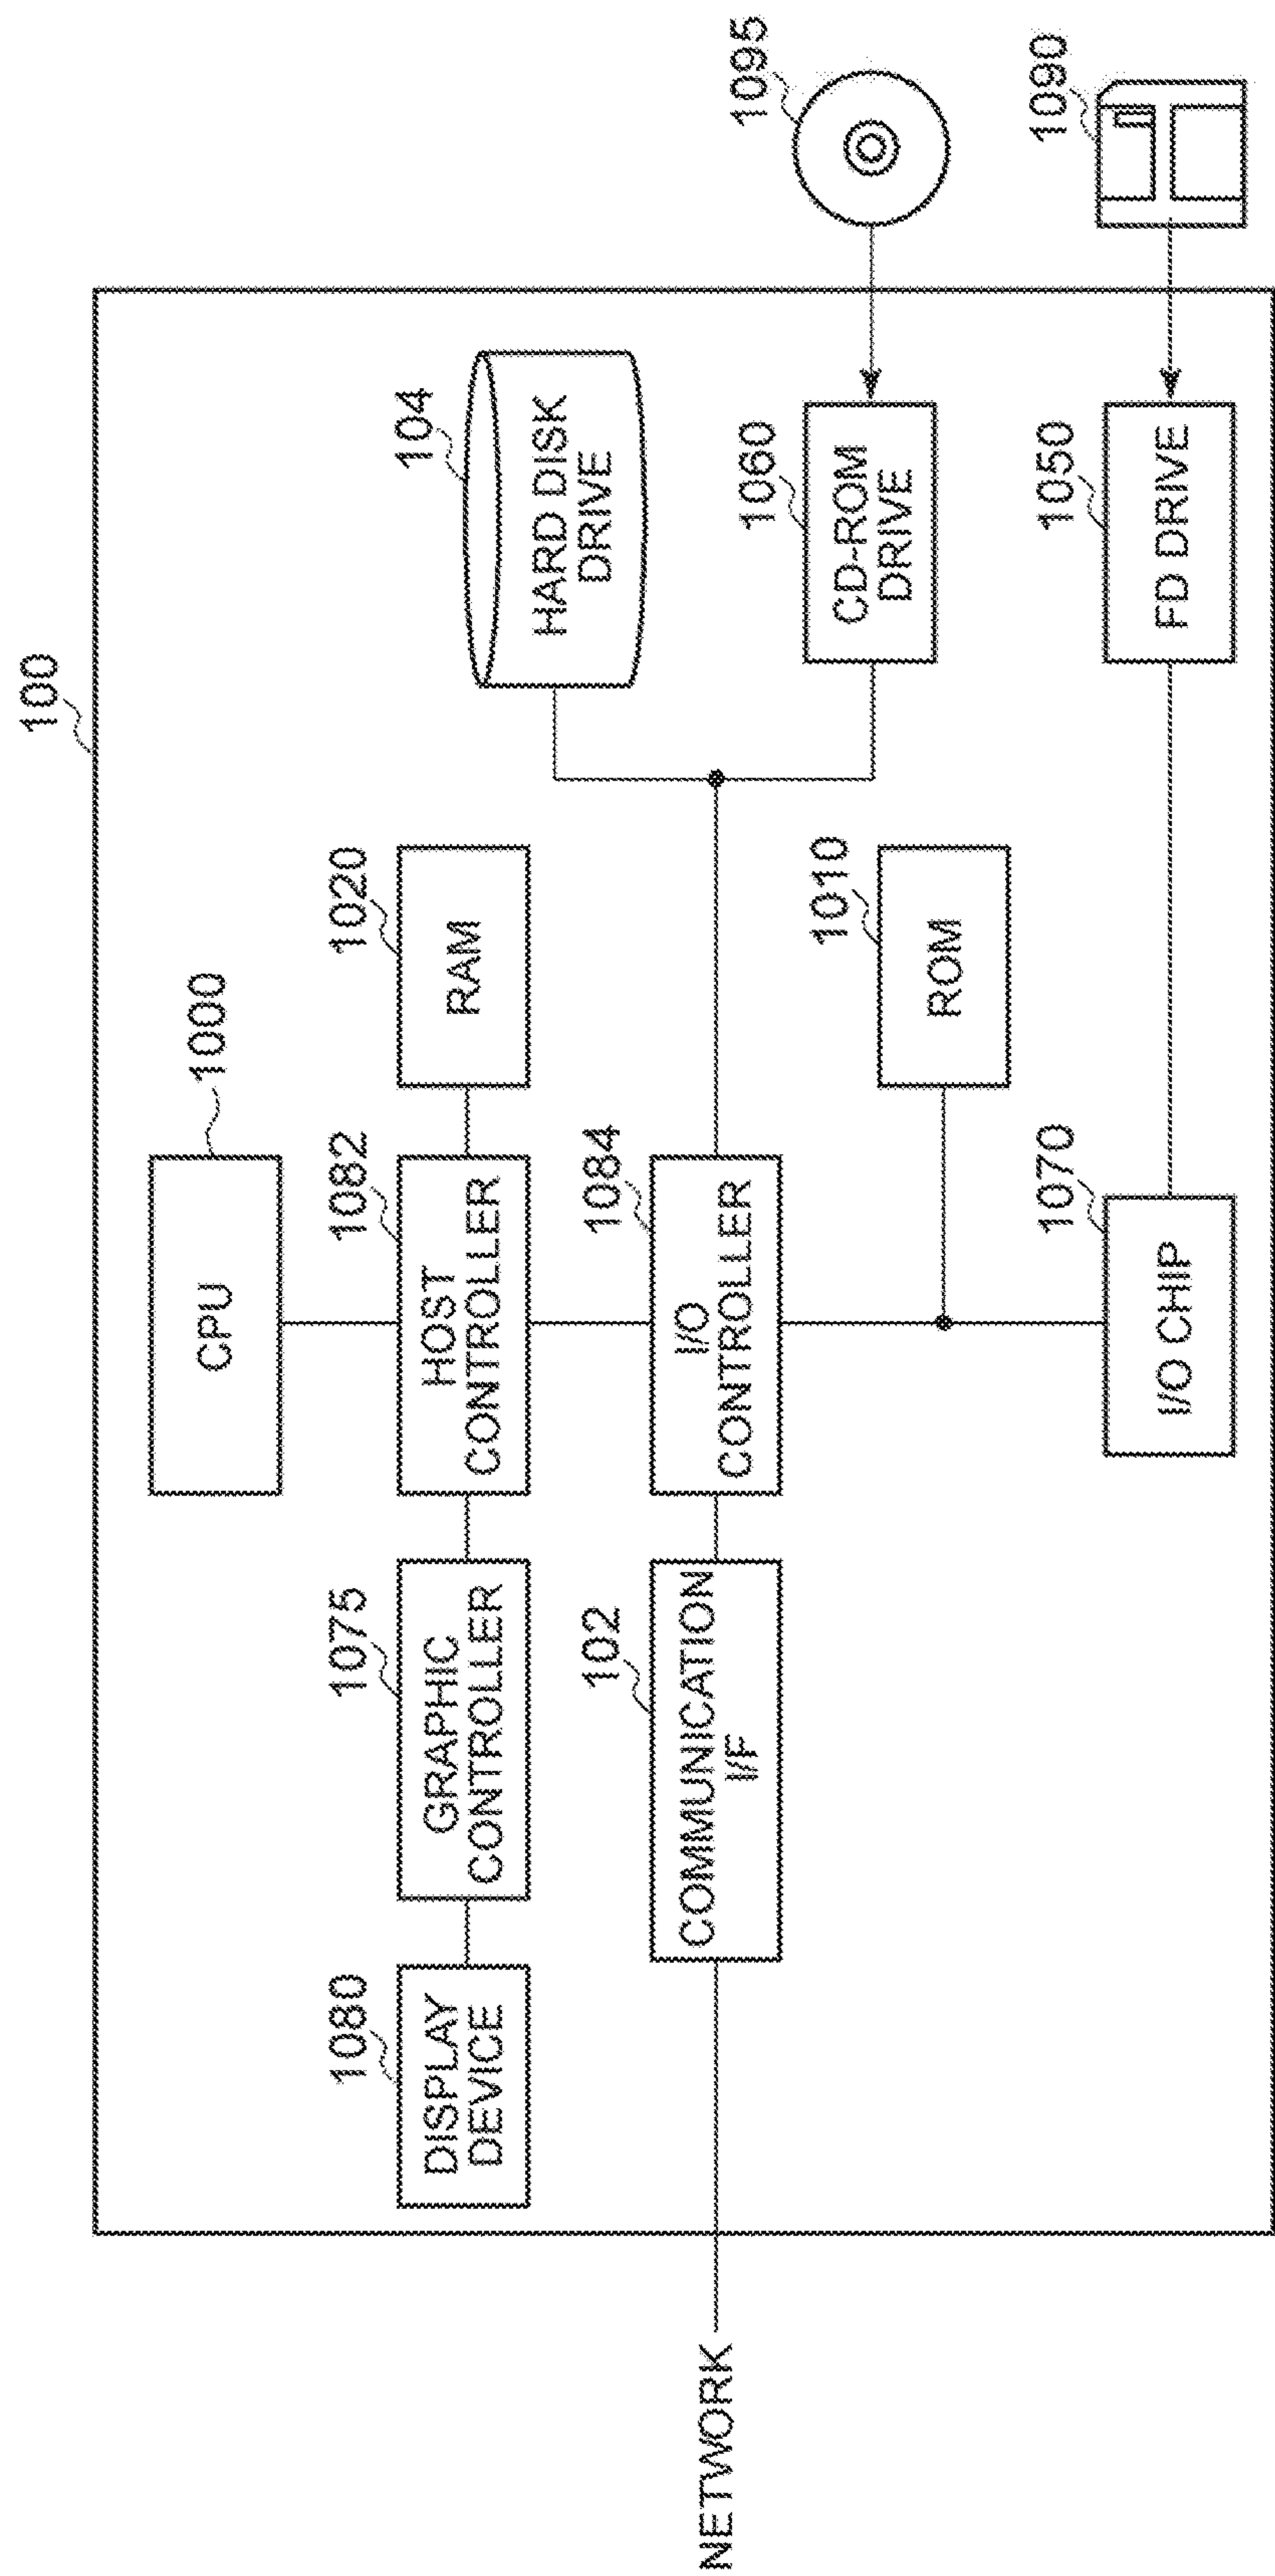 100
CPU
1000
1080
DISPLAY
DEVICE
1075
GRAPHIC
CONTROLLER
1082
HOST
CONTROLLER
1020
RAM
104
HARD DISK
DRIVE
NETWORK
102
COMMUNICATION
I/F
1084
I/O
CONTROLLER
1060
CD-ROM
DRIVE
1095
1010
ROM
1070
I/O CHIP
1050
FD DRIVE
1090